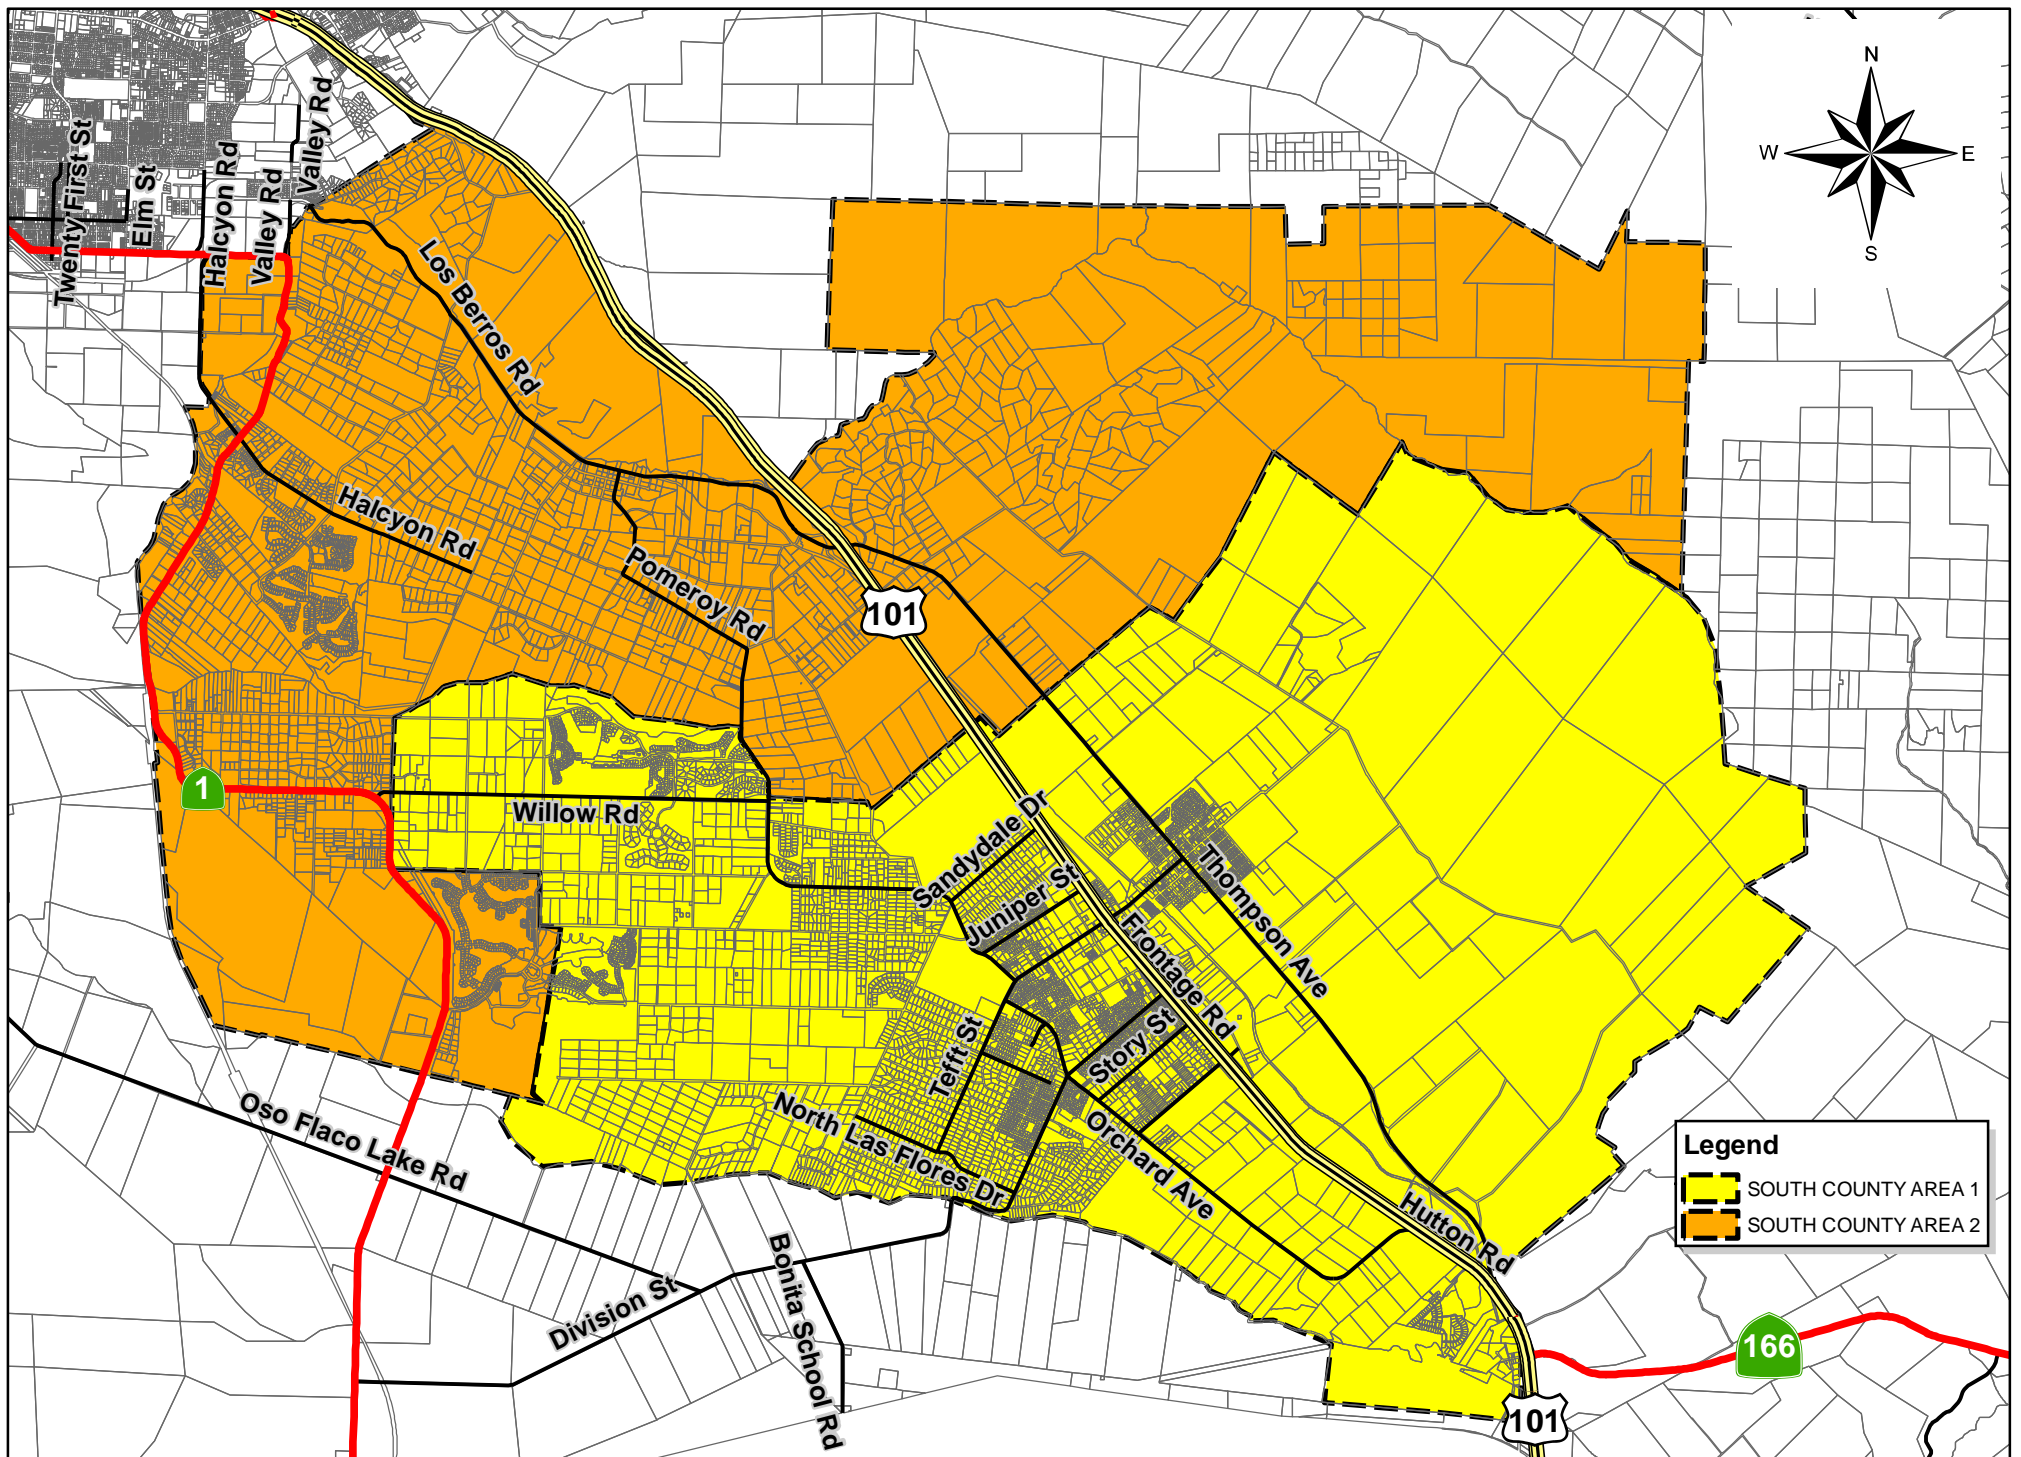 N
W E
S
Twenty First St
Elm St
Halcyon Rd
Valley Rd
Valley Rd
Los Berros Rd
Halcyon Rd
Pomeroy Rd
101
1
Willow Rd
Sandydale Dr
Juniper St
Thompson Ave
Frontage Rd
Tefft St
Story St
North Las Flores Dr
Orchard Ave
Oso Flaco Lake Rd
Hutton Rd
Division St
Bonita School Rd
Legend
SOUTH COUNTY AREA 1
SOUTH COUNTY AREA 2
166
101